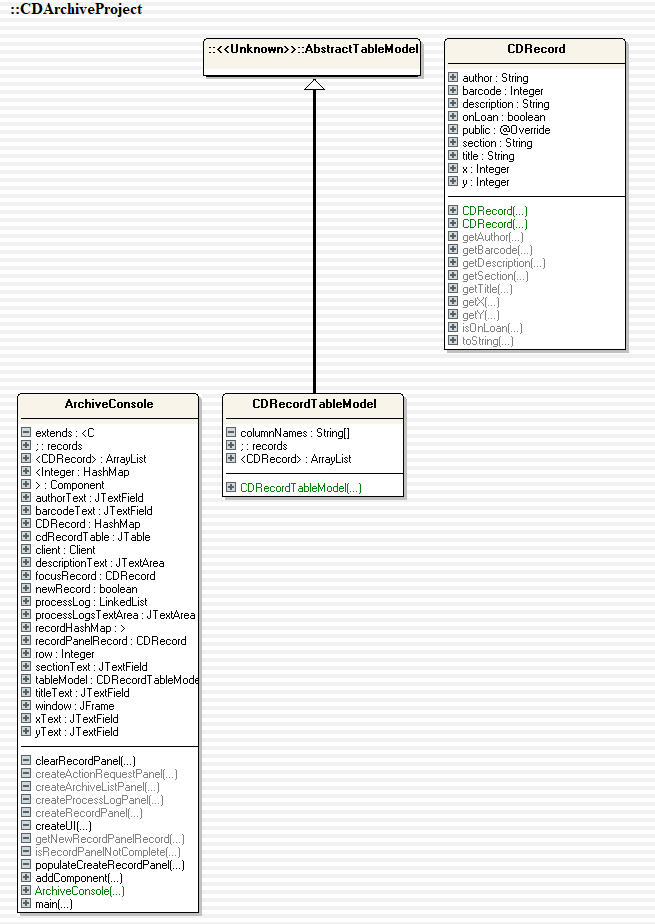 ::CDArchiveProject
::<<Unknown>>::AbstractTableModel
CDRecord
author : String
barcode : Integer
description : String
onLoan : boolean
public : @Override
section : String
title : String
x : Integer
y : Integer
CDRecord(...)
CDRecord(...)
getAuthor(...)
getBarcode(...)
getDescription(...)
getSection(...)
getTitle(...)
getX(...)
getY(...)
isOnLoan(...)
toString(...)
ArchiveConsole
extends : <C
; : records
<CDRecord> : ArrayList
<Integer : HashMap
> : Component
authorText : JTextField
barcodeText : JTextField
CDRecord : HashMap
cdRecordTable : JTable
client : Client
descriptionText : JTextArea
focusRecord : CDRecord
newRecord : boolean
processLog : LinkedList
processLogsTextArea : JTextArea
recordHashMap : >
recordPanelRecord : CDRecord
row : Integer
sectionText : JTextField
tableModel : CDRecordTableMode
titleText : JTextField
window : JFrame
xText : JTextField
yText : JTextField
clearRecordPanel(...)
createActionRequestPanel(...)
createArchiveListPanel(...)
createProcessLogPanel(...)
createRecordPanel(...)
createUI(...)
getNewRecordPanelRecord(...)
isRecordPanelNotComplete(...)
populateCreateRecordPanel(...)
addComponent(...)
ArchiveConsole(...)
main(...)
CDRecordTableModel
columnNames : String[]
; : records
<CDRecord> : ArrayList
CDRecordTableModel(...)